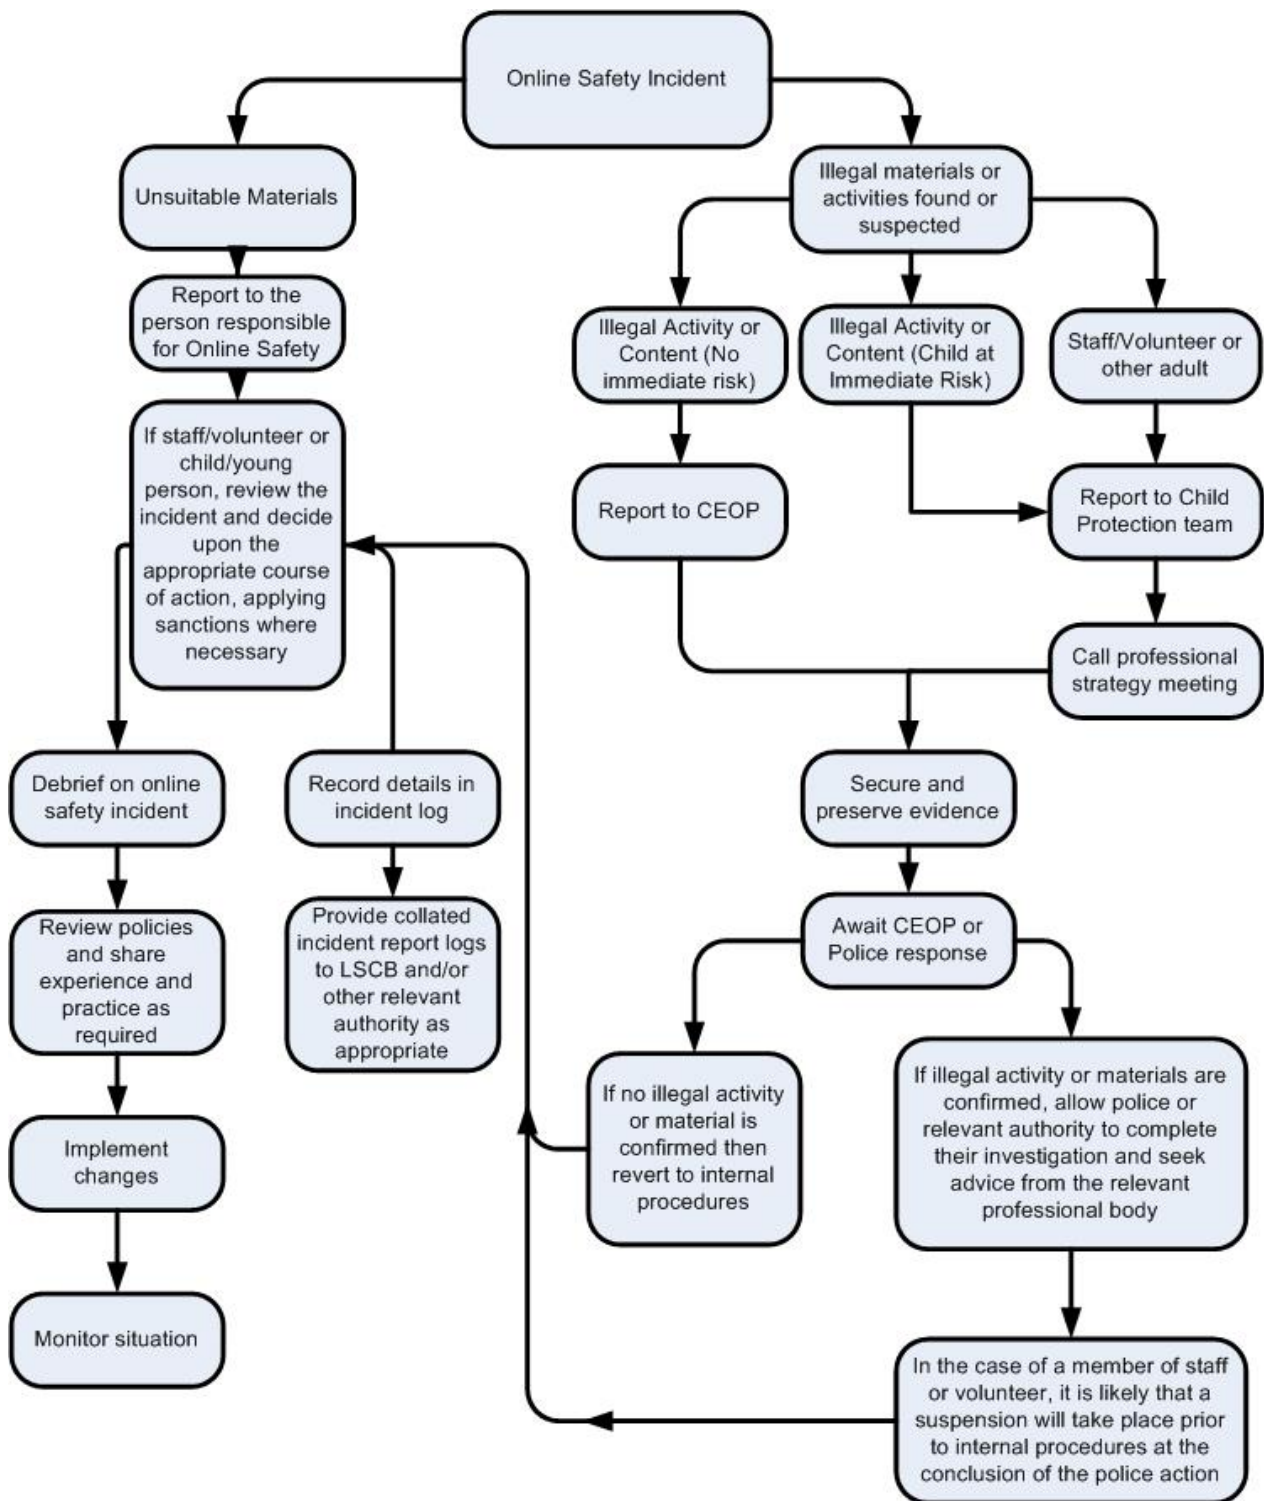 Online Safety Incident
Unsuitable Materials
Illegal materials or
activities found or
suspected
Report to the
person responsible
for Online Safety
Illegal Activity or
Content (No
immediate risk)
Illegal Activity or
Content (Child at
Immediate Risk)
Staff/Volunteer or
other adult
If staff/volunteer or
child/young
person, review the
incident and decide
upon the
appropriate course
of action, applying
sanctions where
necessary
Report to CEOP
Report to Child
Protection team
Call professional
strategy meeting
Debrief on online
safety incident
Record details in
incident log
Secure and
preserve evidence
Review policies
and share
experience and
practice as
required
Provide collated
incident report logs
to LSCB and/or
other relevant
authority as
appropriate
Await CEOP or
Police response
If no illegal activity
or material is
confirmed then
revert to internal
procedures
If illegal activity or materials are
confirmed, allow police or
relevant authority to complete
their investigation and seek
advice from the relevant
professional body
Implement
changes
Monitor situation
In the case of a member of staff
or volunteer, it is likely that a
suspension will take place prior
to internal procedures at the
conclusion of the police action